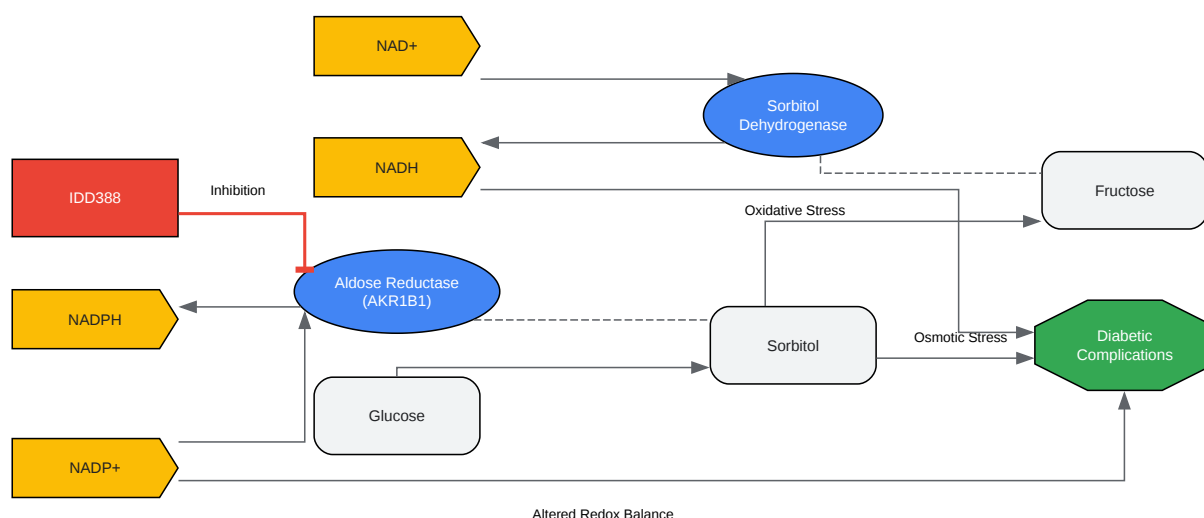 NAD+
Sorbitol
Dehydrogenase
NADH
IDD388
Inhibition
Fructose
Oxidative Stress
Aldose Reductase
(AKR1B1)
NADPH
Sorbitol
Osmotic Stress
Diabetic
Complications
Glucose
NADP+
Altered Redox Balance